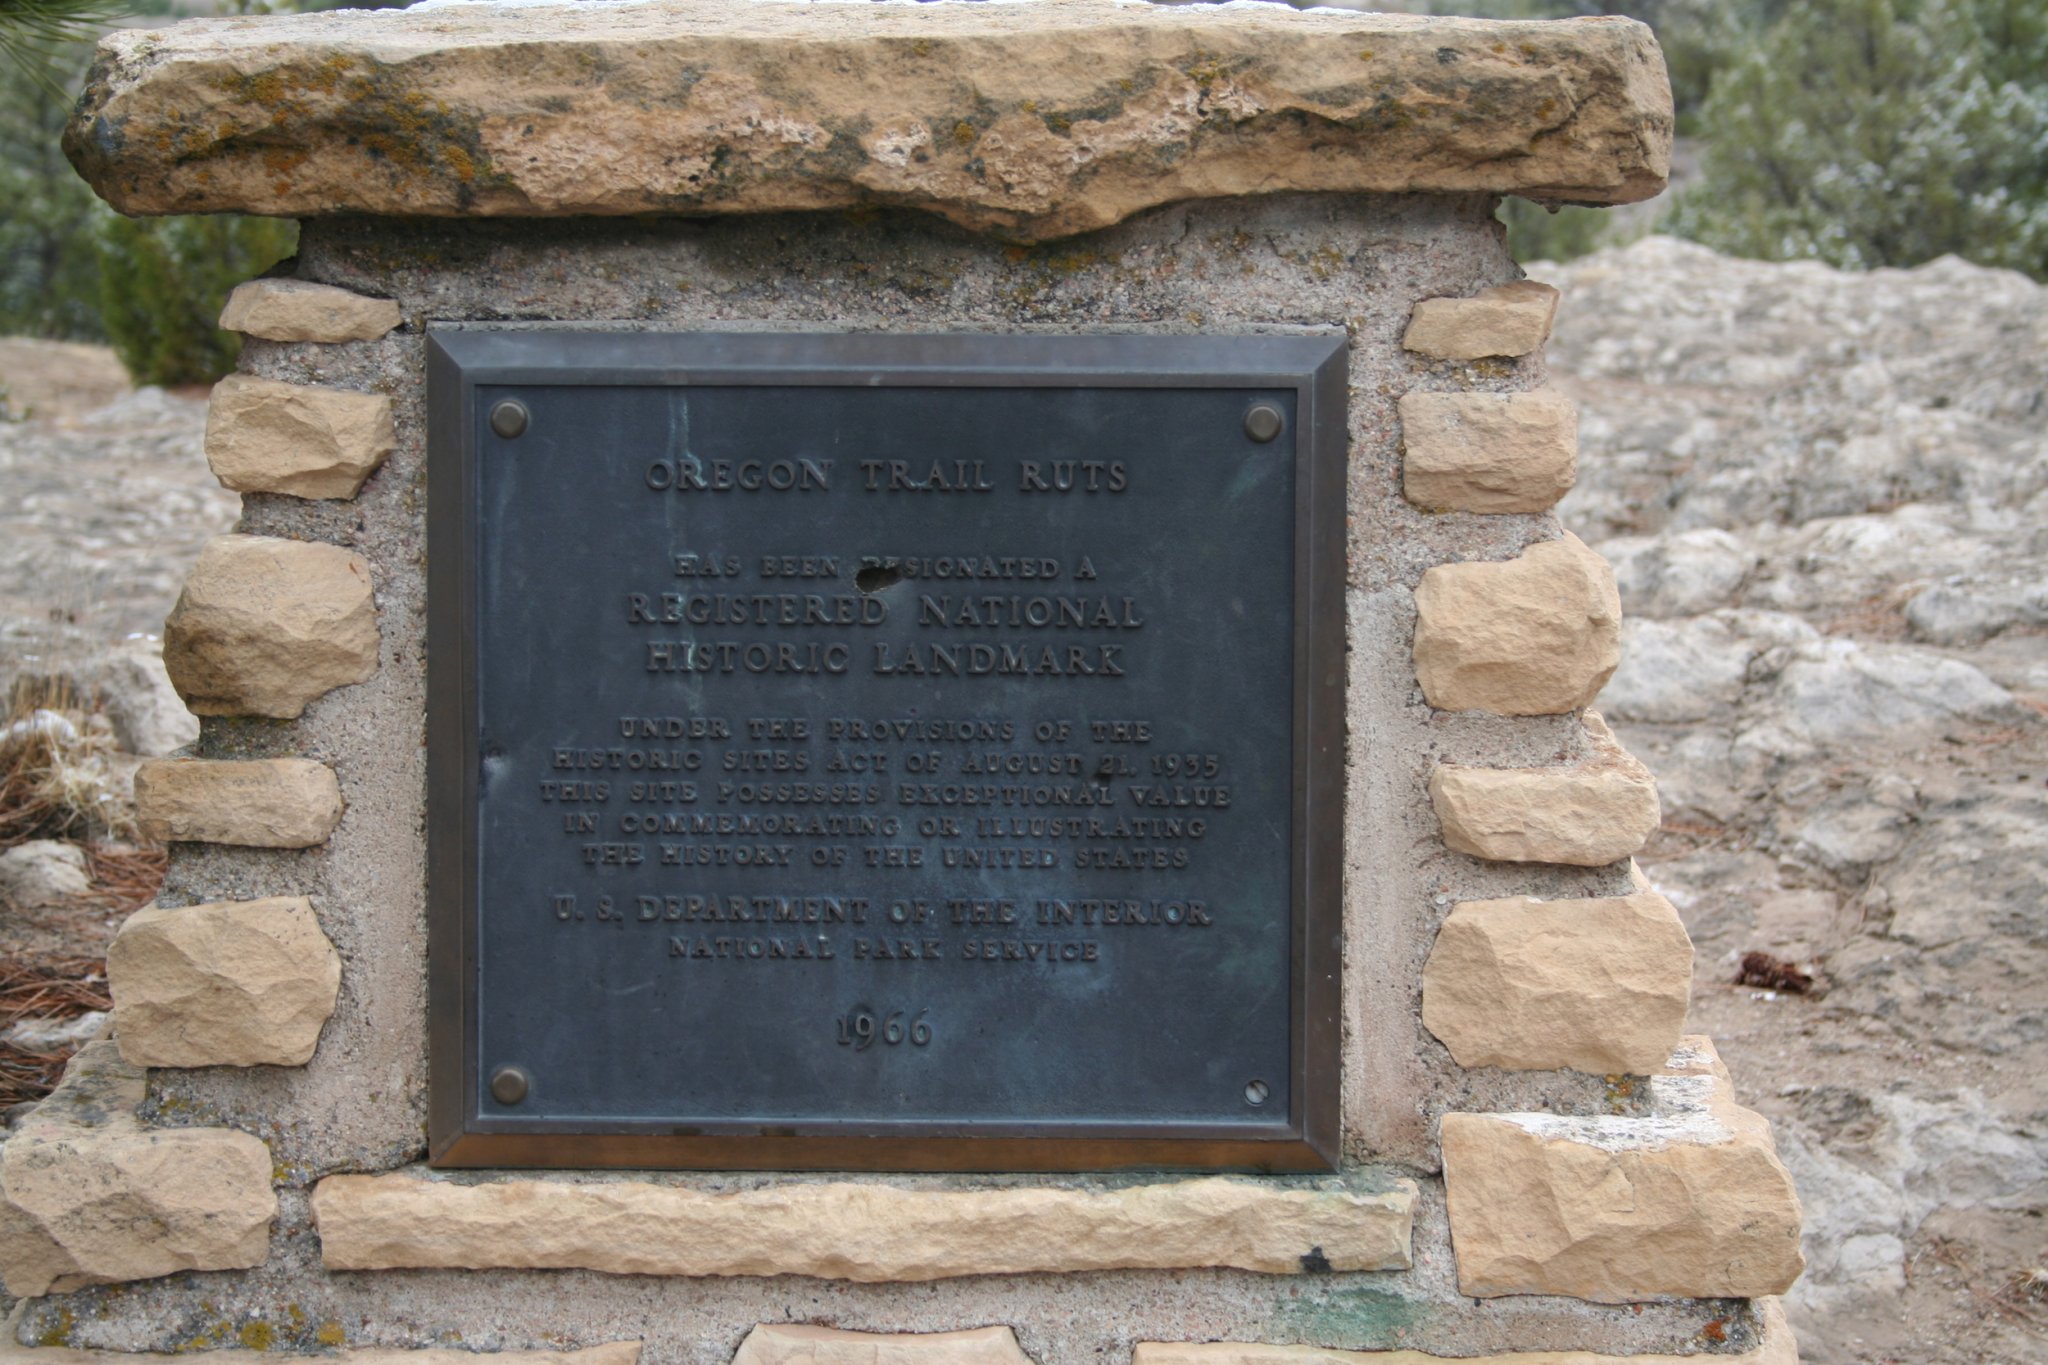 OREGON TRAIL RUTS
HAS BEEN DESIGNATED A
REGISTERED NATIONAL
HISTORIC LANDMARK
UNDER THE PROVISIONS OF THE
HISTORIC SITES ACT OF AUGUST 21, 1935
THIS SITE POSSESSES EXCEPTIONAL VALUE
IN COMMEMORATING OR ILLUSTRATING
THE HISTORY OF THE UNITED STATES
U. S. DEPARTMENT OF THE INTERIOR
NATIONAL PARK SERVICE
1966